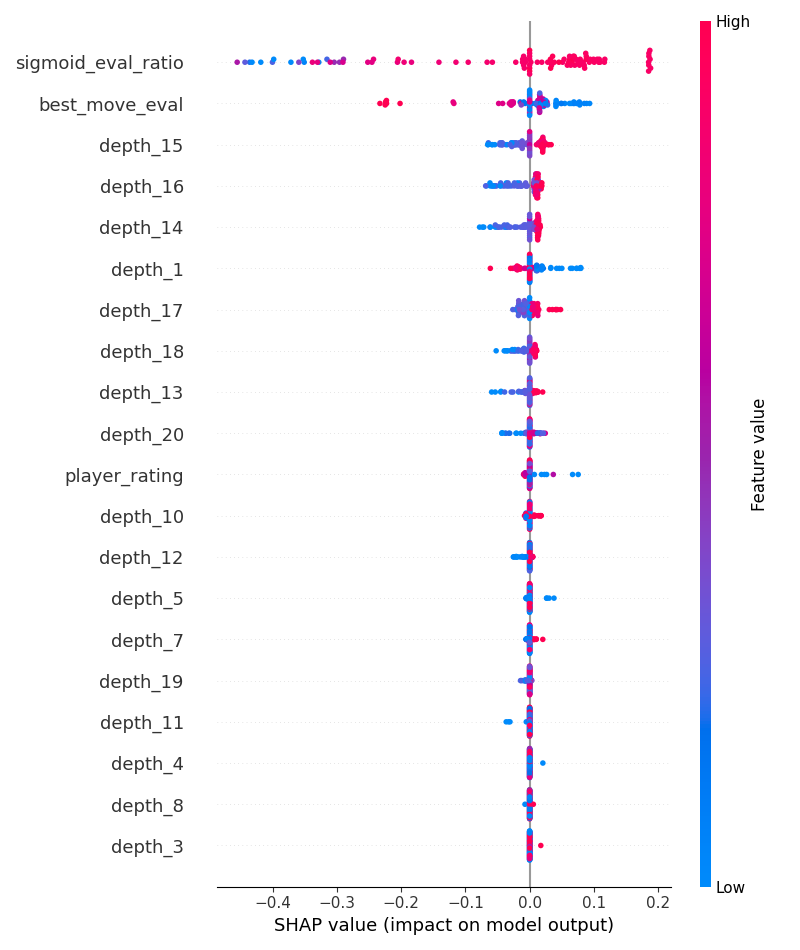 High
sigmoid_eval_ratio
best_move_eval
depth_15
depth_16
depth_14
depth_1
depth_17
depth_18
depth_13
depth_20
player_rating
depth_10
depth_12
depth_5
depth_7
depth_19
depth_11
depth_4
depth_8
depth_3
Feature value
Low
−0.4 −0.3 −0.2 −0.1 0.0 0.1 0.2
SHAP value (impact on model output)